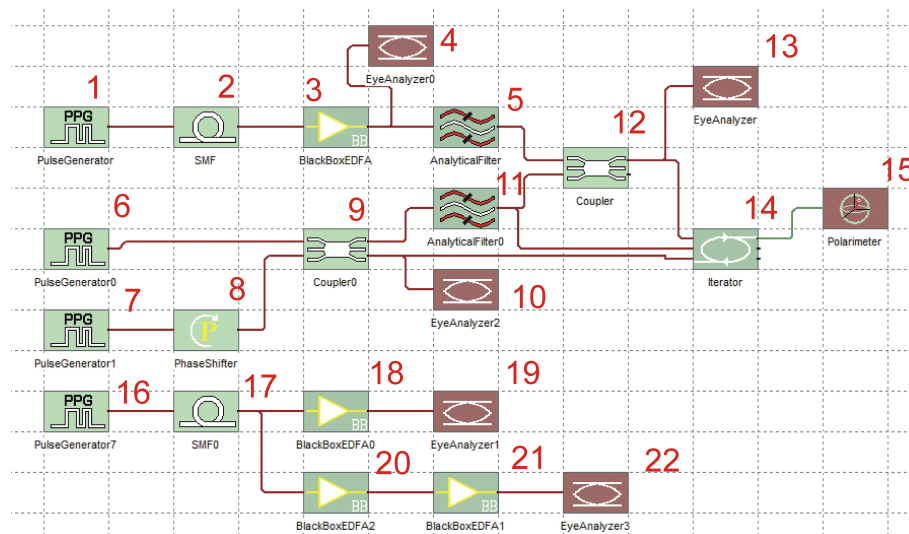 4
13
EyeAnalyzer0
1
2
3
5
12
EyeAnalyzer
PPG
BB
PulseGenerator
SMF
BlackBoxEDFA
AnalyticalFilter
Coupler
15
6
9
11
14
PPG
AnalyticalFilter0
Polarimeter
PulseGenerator0
Coupler0
Iterator
7
8
10
PPG
P
EyeAnalyzer2
PulseGenerator1
PhaseShifter
16
17
18
19
PPG
BB
PulseGenerator7
SMF0
BlackBoxEDFA0
EyeAnalyzer1
20
21
22
BB
BB
BlackBoxEDFA2
BlackBoxEDFA1
EyeAnalyzer3